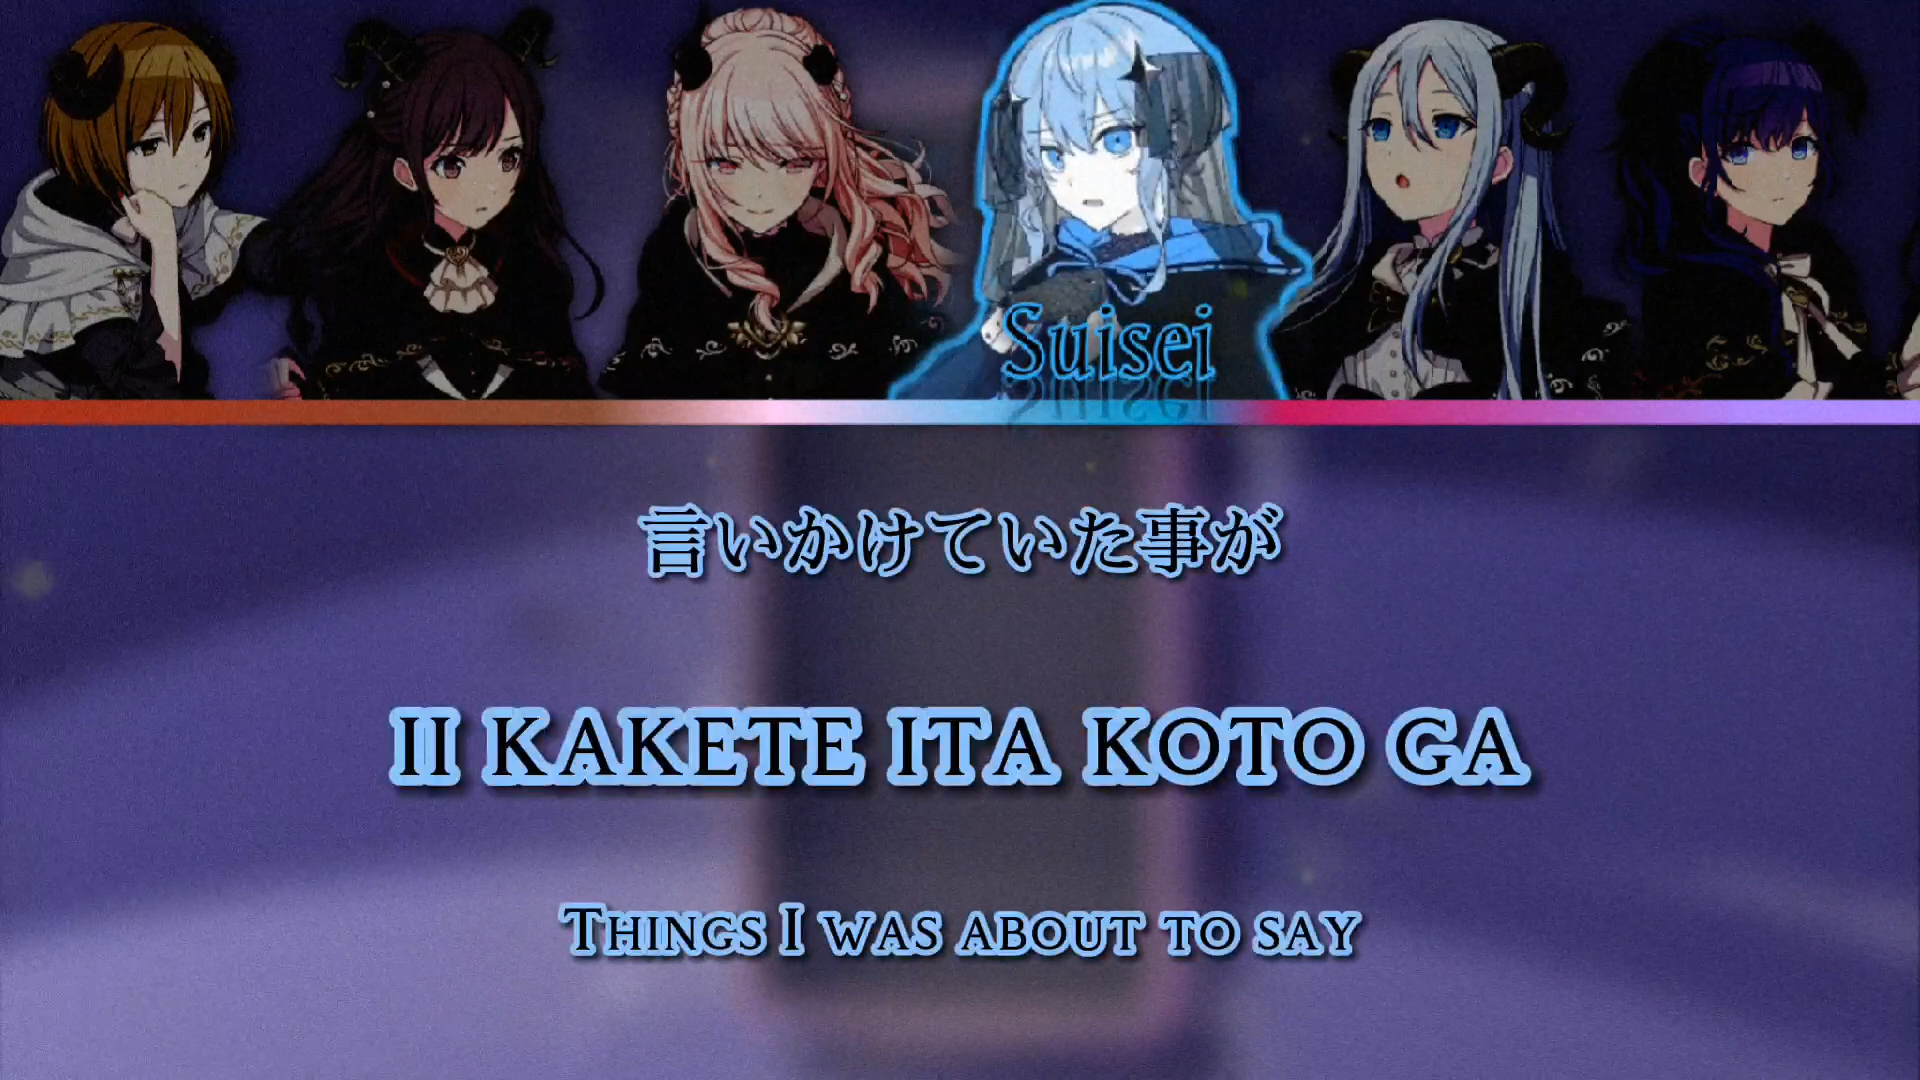 Suisei
言いかけていた事が
II KAKETE ITA KOTO GA
THINGS I WAS ABOUT TO SAY